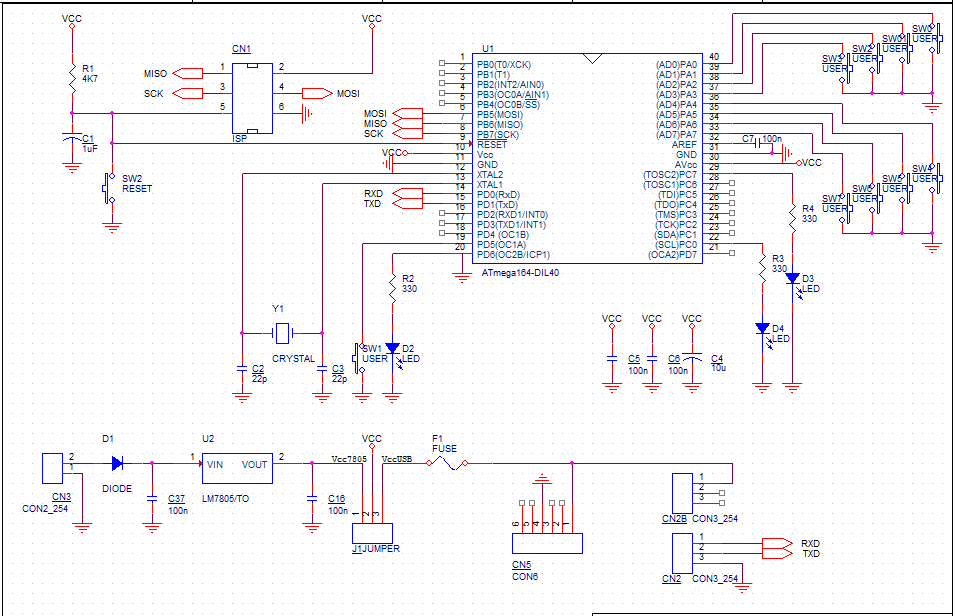 VCC
VCC
R1
4K7
CN1
MISO
1
2
SCK
3
4
MOSI
5
6
ISP
C1
1uF
SW2
RESET
U1
1
PB0(T0/XCK)
2
PB1(T1)
3
PB2(INT2/AIN0)
4
PB3(OC0A/AIN1)
5
PB4(OC0B/SS)
MOSI
6
PB5(MOSI)
MISO
7
PB6(MISO)
SCK
8
PB7(SCK)
9
RESET
VCC
10
Vcc
11
GND
12
XTAL2
13
XTAL1
RXD
14
PD0(RxD)
TXD
15
PD1(TxD)
16
PD2(RXD1/INT0)
17
PD3(TXD1/INT1)
18
PD4 (OC1B)
19
PD5(OC1A)
20
PD6(OC2B/ICP1)
ATmega164-DIL40
(AD0)PA0
40
(AD1)PA1
39
(AD2)PA2
38
(AD3)PA3
37
(AD4)PA4
36
(AD5)PA5
35
(AD6)PA6
34
(AD7)PA7
33
AREF
32
GND
31
AVcc
30
(TOSC2)PC7
29
(TOSC1)PC6
28
(TDI)PC5
27
(TDO)PC4
26
(TMS)PC3
25
(TCK)PC2
24
(SDA)PC1
23
(SCL)PC0
22
(OCA2)PD7
21
C7
100n
VCC
SW0
USER
SW01
USER
SW2
USER
SW3
USER
SW4
USER
SW5
USER
SW6
USER
SW7
USER
R4
330
R3
330
D3
LED
D4
LED
R2
330
Y1
CRYSTAL
C2
22p
C3
22p
SW1
USER
D2
LED
VCC
VCC
VCC
C5
100n
C6
100n
C4
10u
D1
DIODE
2
1
CN3
CON2_254
C37
100n
U2
1
VIN
VOUT
2
LM7805/TO
C16
100n
VCC
Vcc7805
VccUSB
1
2
3
J1JUMPER
F1
FUSE
6
5
4
3
2
1
CN5
CON6
1
2
3
CN2B
CON3_254
1
2
3
RXD
TXD
CN2
CON3_254